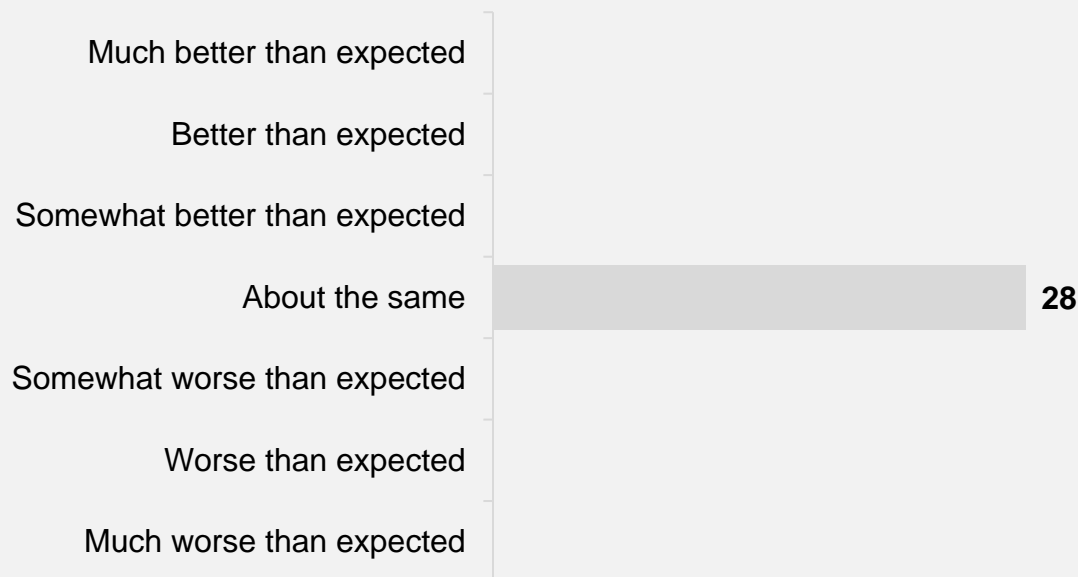 Much better than expected
Better than expected
Somewhat better than expected
About the same 28
Somewhat worse than expected
Worse than expected
Much worse than expected